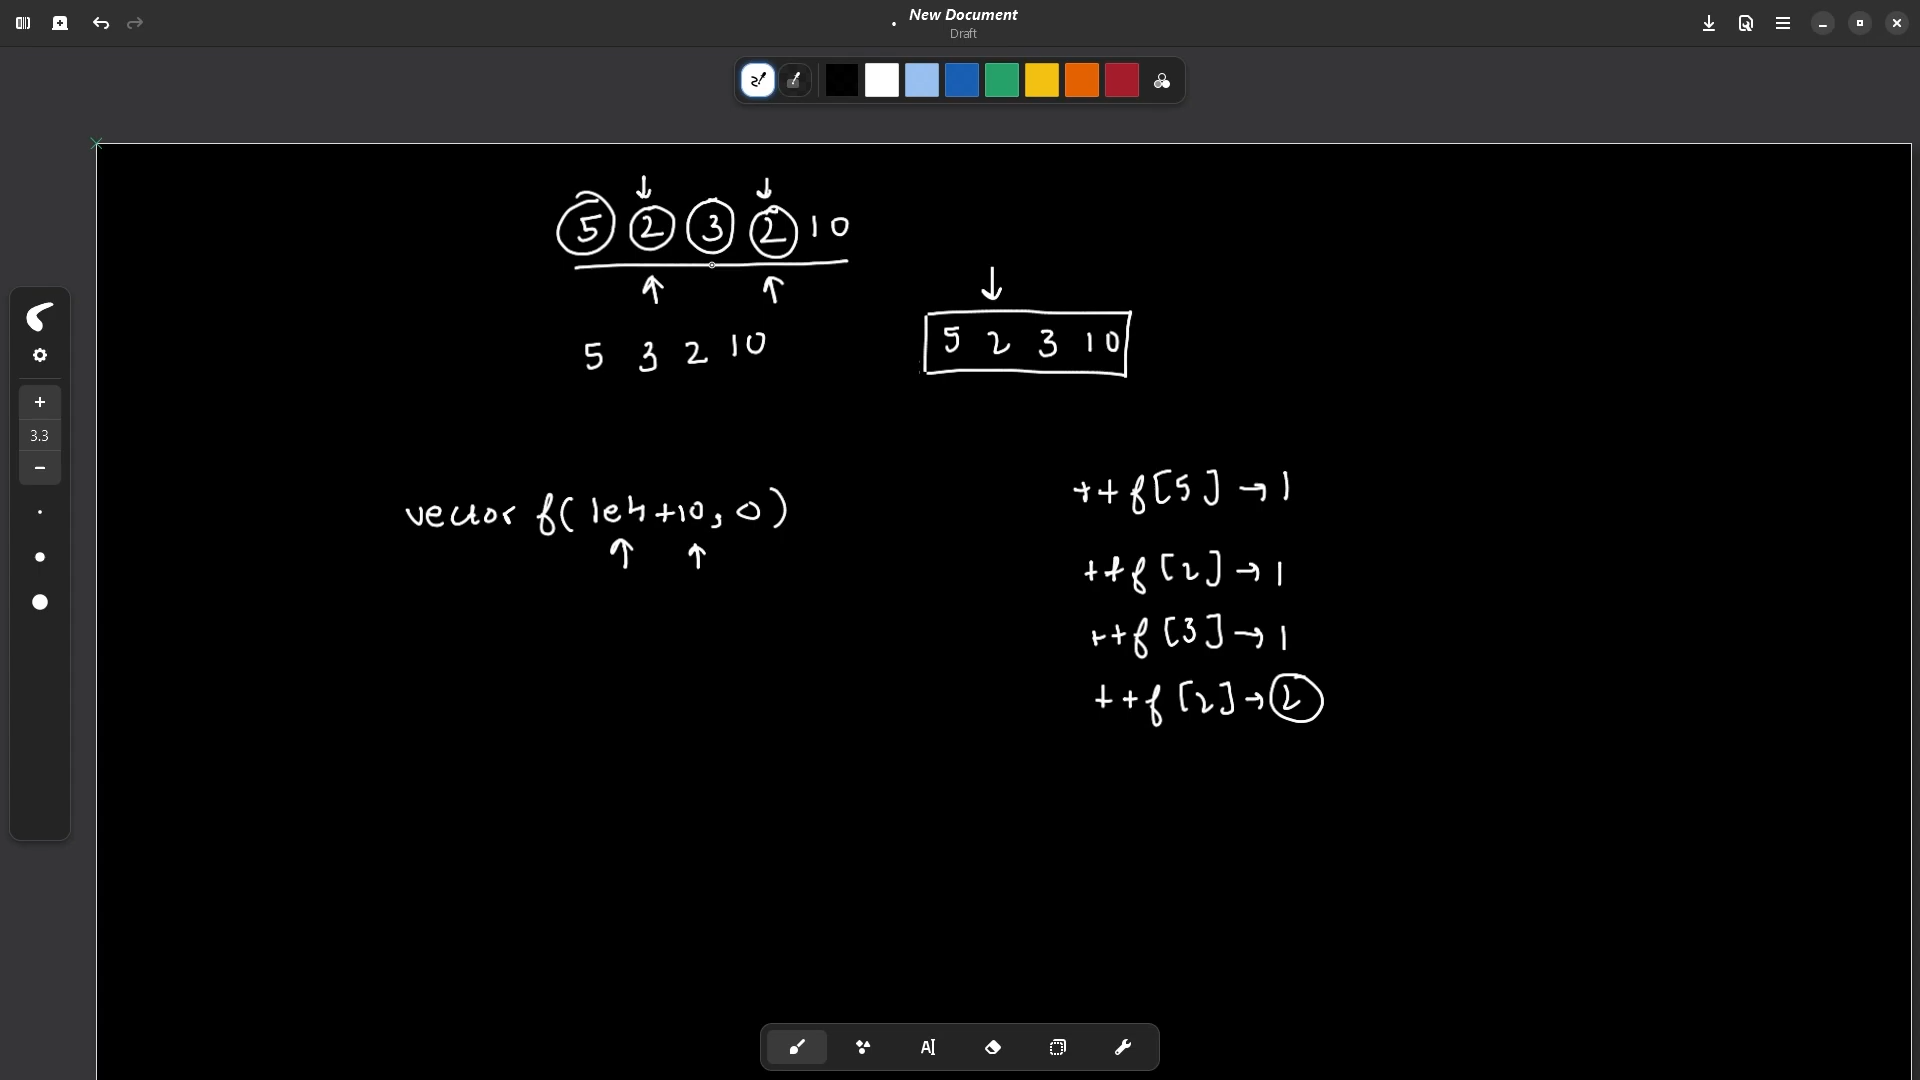 New Document
Draft
5 2 3 2 10
5 3 2 10
5 2 3 10
3.3
vector f( 1e4+10, 0)
++f[5] → 1
++f[2] → 1
++f[3] → 1
++f[2] → 2
AI